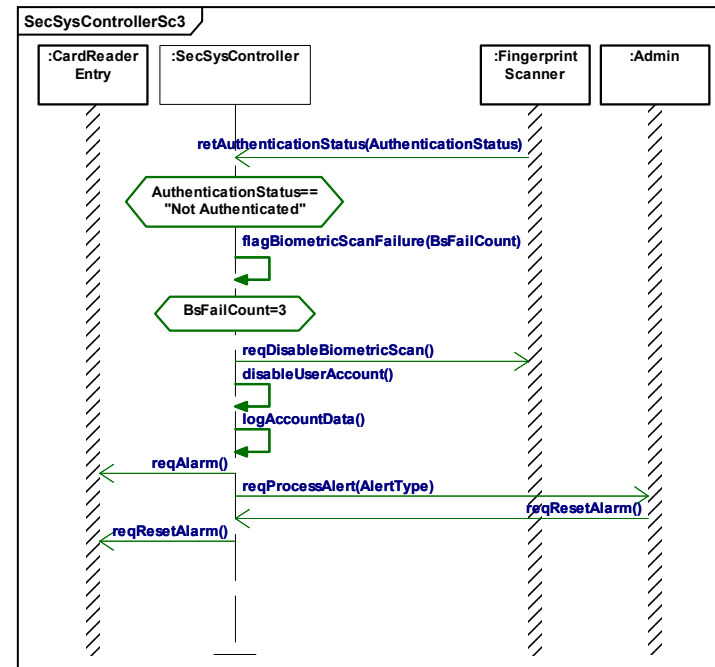 SecSysControllerSc3
:CardReader
Entry
:SecSysController
:Fingerprint
Scanner
:Admin
retAuthenticationStatus(AuthenticationStatus)
AuthenticationStatus==
"Not Authenticated"
flagBiometricScanFailure(BsFailCount)
BsFailCount=3
reqDisableBiometricScan()
disableUserAccount()
logAccountData()
reqAlarm()
reqProcessAlert(AlertType)
reqResetAlarm()
reqResetAlarm()